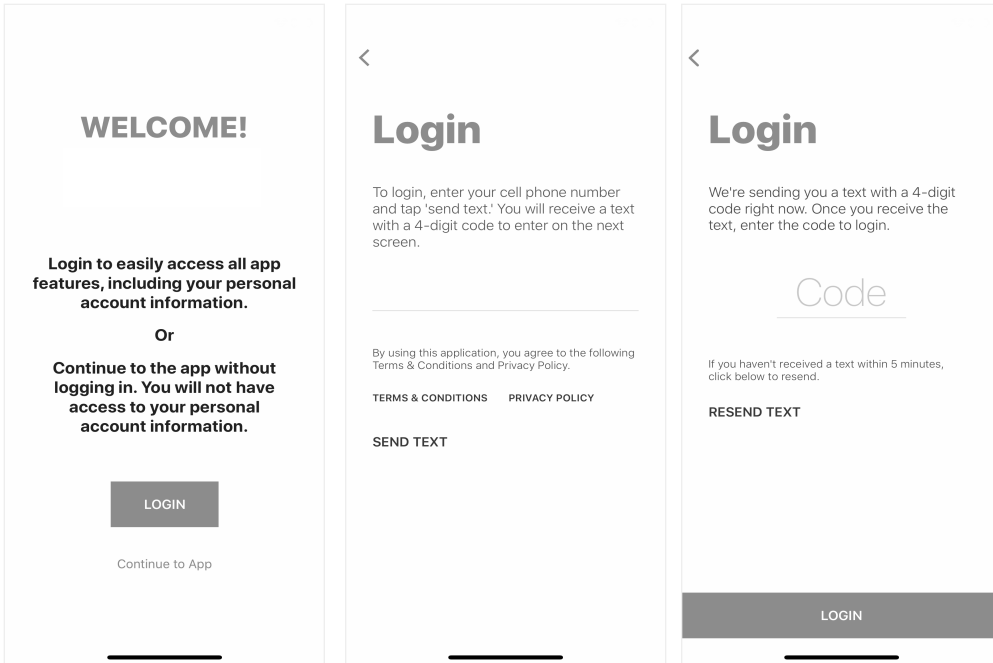 WELCOME!
Login to easily access all app
features, including your personal
account information.
Or
Continue to the app without
logging in. You will not have
access to your personal
account information.
LOGIN
Continue to App
Login
To login, enter your cell phone number
and tap 'send text.' You will receive a text
with a 4-digit code to enter on the next
screen.
By using this application, you agree to the following
Terms & Conditions and Privacy Policy.
TERMS & CONDITIONS PRIVACY POLICY
SEND TEXT
Login
We're sending you a text with a 4-digit
code right now. Once you receive the
text, enter the code to login.
Code
If you haven't received a text within 5 minutes,
click below to resend.
RESEND TEXT
LOGIN